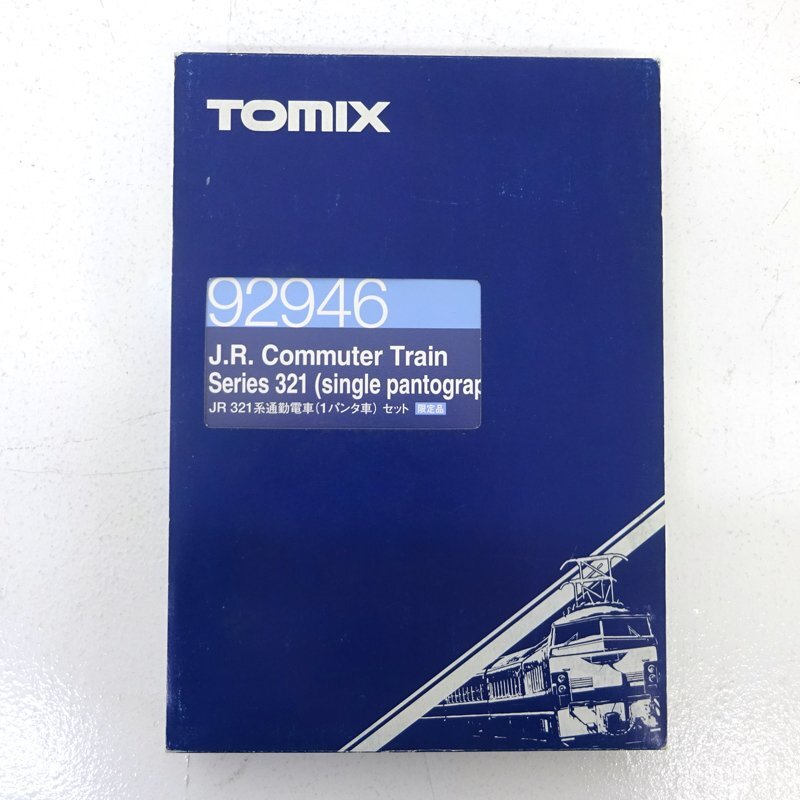 TOMIX
92946
J.R. Commuter Train
Series 321 (single pantograp
JR 321系通勤電車(1パンタ車) セット 限定品